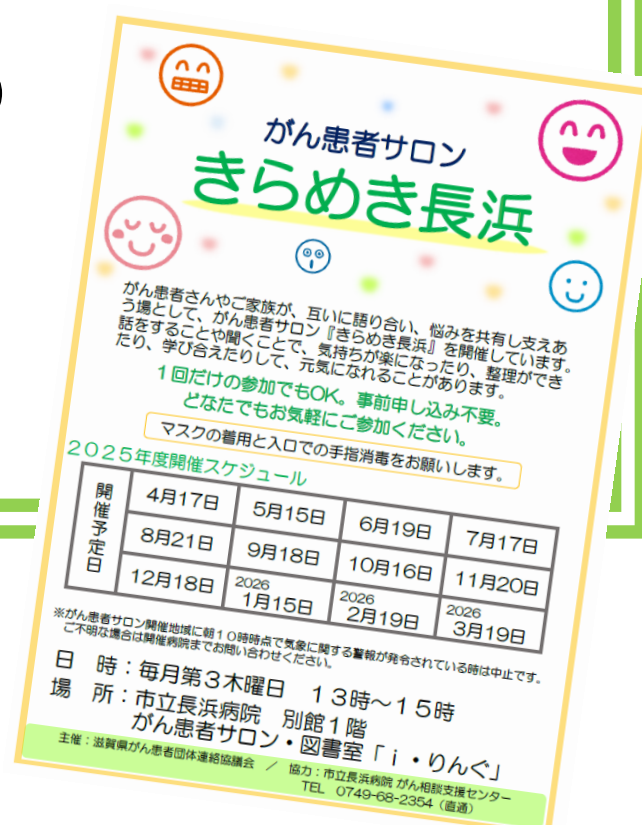 がん患者サロン
きらめき長浜
がん患者さんやご家族が、互いに語り合い、悩みを共有し支えあ
う場として、がん患者サロン『きらめき長浜』を開催しています。
話をすることや聞くことで、気持ちが楽になったり、整理ができ
たり、学び合えたりして、元気になれることがあります。
1回だけの参加でもOK。事前申し込み不要。
どなたでもお気軽にご参加ください。
マスクの着用と入口での手指消毒をお願いします。
2025年度開催スケジュール
開催予定日
4月17日 5月15日 6月19日 7月17日
8月21日 9月18日 10月16日 11月20日
12月18日 2026 1月15日 2026 2月19日 2026 3月19日
※がん患者サロン開催地域に朝10時時点で気象に関する警報が発令されている時は中止です。
ご不明な場合は開催病院までお問い合わせください。
日 時：毎月第3木曜日 13時～15時
場 所：市立長浜病院 別館1階
がん患者サロン・図書室「i・りんぐ」
主催：滋賀県がん患者団体連絡協議会 ／ 協力：市立長浜病院 がん相談支援センター
TEL 0749-68-2354（直通）